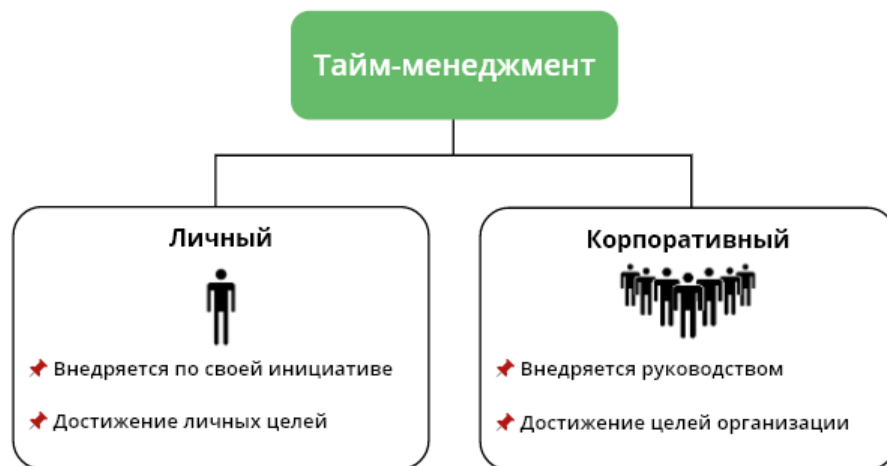 Тайм-менеджмент
Личный
Внедряется по своей инициативе
Достижение личных целей
Корпоративный
Внедряется руководством
Достижение целей организации